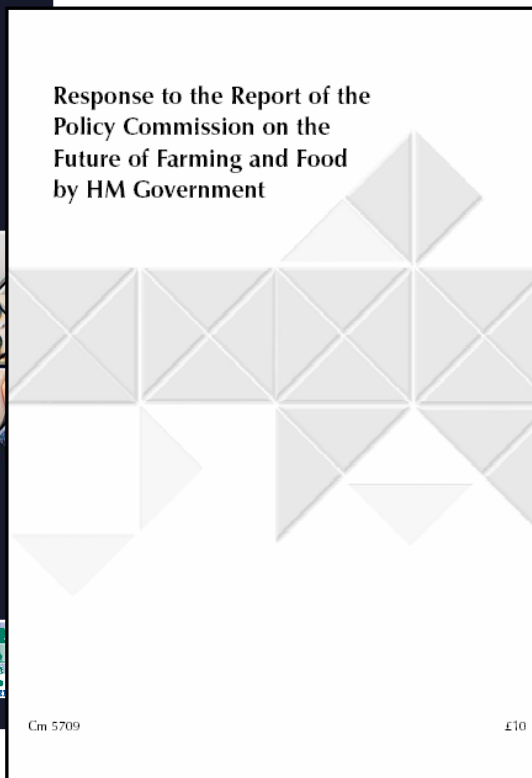 Response to the Report of the
Policy Commission on the
Future of Farming and Food
by HM Government
Cm 5709
£10